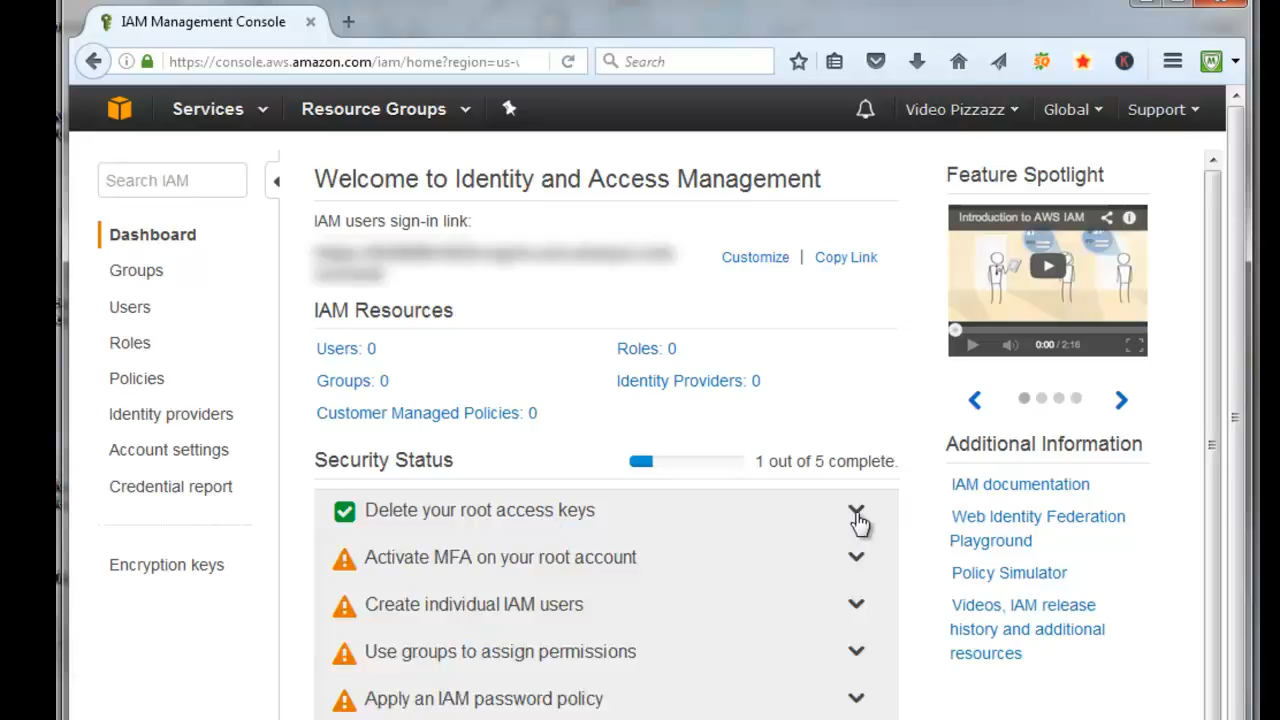 IAM Management Console
https://console.aws.amazon.com/iam/home?region=us-
Search
Services
Resource Groups
Video Pizzazz
Global
Support
Search IAM
Dashboard
Groups
Users
Roles
Policies
Identity providers
Account settings
Credential report
Encryption keys
Welcome to Identity and Access Management
IAM users sign-in link:
Customize | Copy Link
IAM Resources
Users: 0
Roles: 0
Groups: 0
Identity Providers: 0
Customer Managed Policies: 0
Security Status
1 out of 5 complete.
Delete your root access keys
Activate MFA on your root account
Create individual IAM users
Use groups to assign permissions
Apply an IAM password policy
Feature Spotlight
Introduction to AWS IAM
0:00 / 2:16
Additional Information
IAM documentation
Web Identity Federation
Playground
Policy Simulator
Videos, IAM release
history and additional
resources